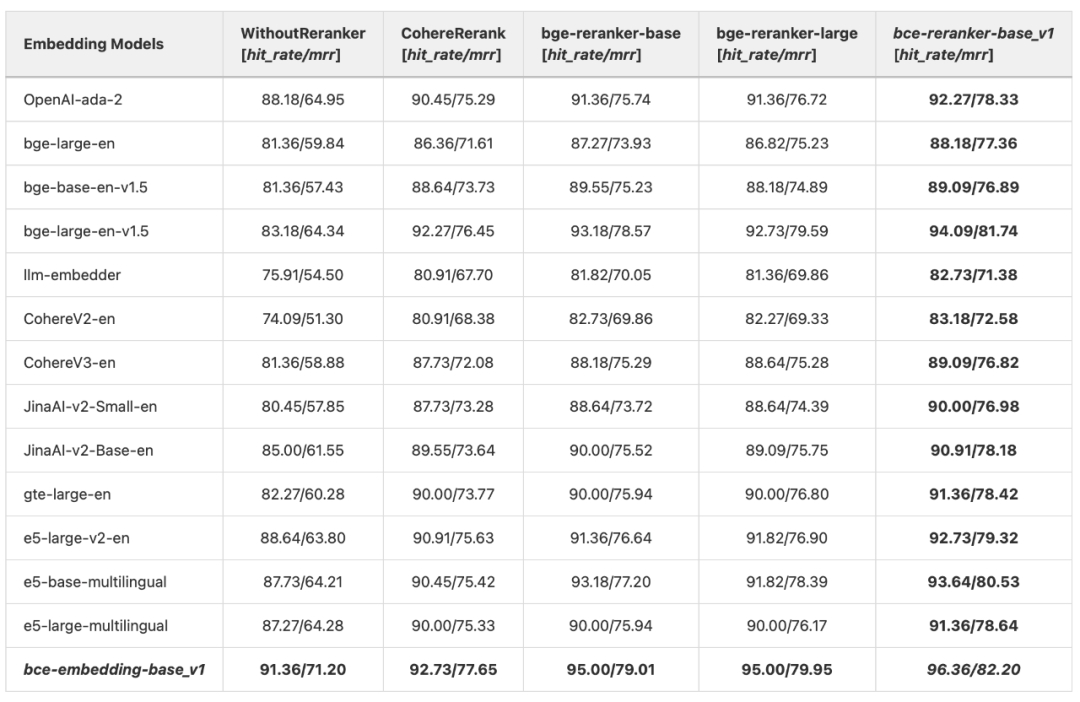 Embedding Models WithoutReranker [hit_rate/mrr] CohereRerank [hit_rate/mrr] bge-reranker-base [hit_rate/mrr] bge-reranker-large [hit_rate/mrr] bce-reranker-base_v1 [hit_rate/mrr]
OpenAI-ada-2 88.18/64.95 90.45/75.29 91.36/75.74 91.36/76.72 92.27/78.33
bge-large-en 81.36/59.84 86.36/71.61 87.27/73.93 86.82/75.23 88.18/77.36
bge-base-en-v1.5 81.36/57.43 88.64/73.73 89.55/75.23 88.18/74.89 89.09/76.89
bge-large-en-v1.5 83.18/64.34 92.27/76.45 93.18/78.57 92.73/79.59 94.09/81.74
llm-embedder 75.91/54.50 80.91/67.70 81.82/70.05 81.36/69.86 82.73/71.38
CohereV2-en 74.09/51.30 80.91/68.38 82.73/69.86 82.27/69.33 83.18/72.58
CohereV3-en 81.36/58.88 87.73/72.08 88.18/75.29 88.64/75.28 89.09/76.82
JinaAI-v2-Small-en 80.45/57.85 87.73/73.28 88.64/73.72 88.64/74.39 90.00/76.98
JinaAI-v2-Base-en 85.00/61.55 89.55/73.64 90.00/75.52 89.09/75.75 90.91/78.18
gte-large-en 82.27/60.28 90.00/73.77 90.00/75.94 90.00/76.80 91.36/78.42
e5-large-v2-en 88.64/63.80 90.91/75.63 91.36/76.64 91.82/76.90 92.73/79.32
e5-base-multilingual 87.73/64.21 90.45/75.42 93.18/77.20 91.82/78.39 93.64/80.53
e5-large-multilingual 87.27/64.28 90.00/75.33 90.00/75.94 90.00/76.17 91.36/78.64
bce-embedding-base_v1 91.36/71.20 92.73/77.65 95.00/79.01 95.00/79.95 96.36/82.20